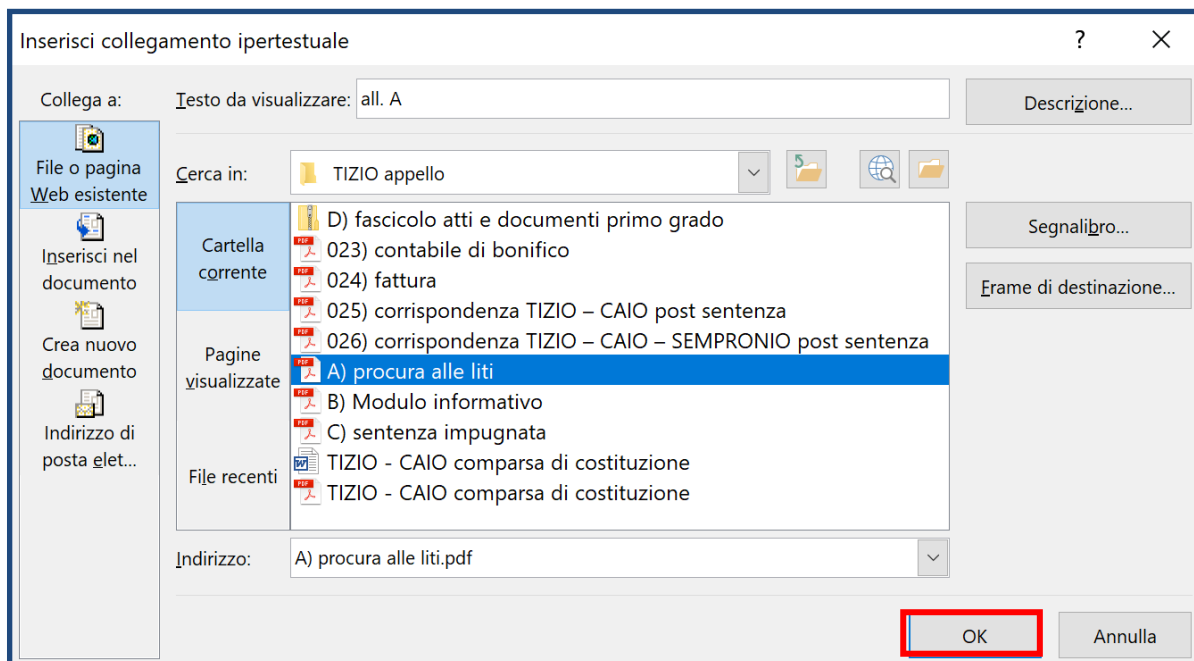 Inserisci collegamento ipertestuale
?
Collega a:
Testo da visualizzare: all. A
Descrizione...
File o pagina
Web esistente
Cerca in:
TIZIO appello
Inserisci nel
documento
Crea nuovo
documento
Indirizzo di
posta elet...
Cartella
corrente
Pagine
visualizzate
File recenti
D) fascicolo atti e documenti primo grado
023) contabile di bonifico
024) fattura
025) corrispondenza TIZIO – CAIO post sentenza
026) corrispondenza TIZIO – CAIO – SEMPRONIO post sentenza
A) procura alle liti
B) Modulo informativo
C) sentenza impugnata
TIZIO - CAIO comparsa di costituzione
TIZIO - CAIO comparsa di costituzione
Segnalibro...
Frame di destinazione...
Indirizzo:
A) procura alle liti.pdf
OK
Annulla